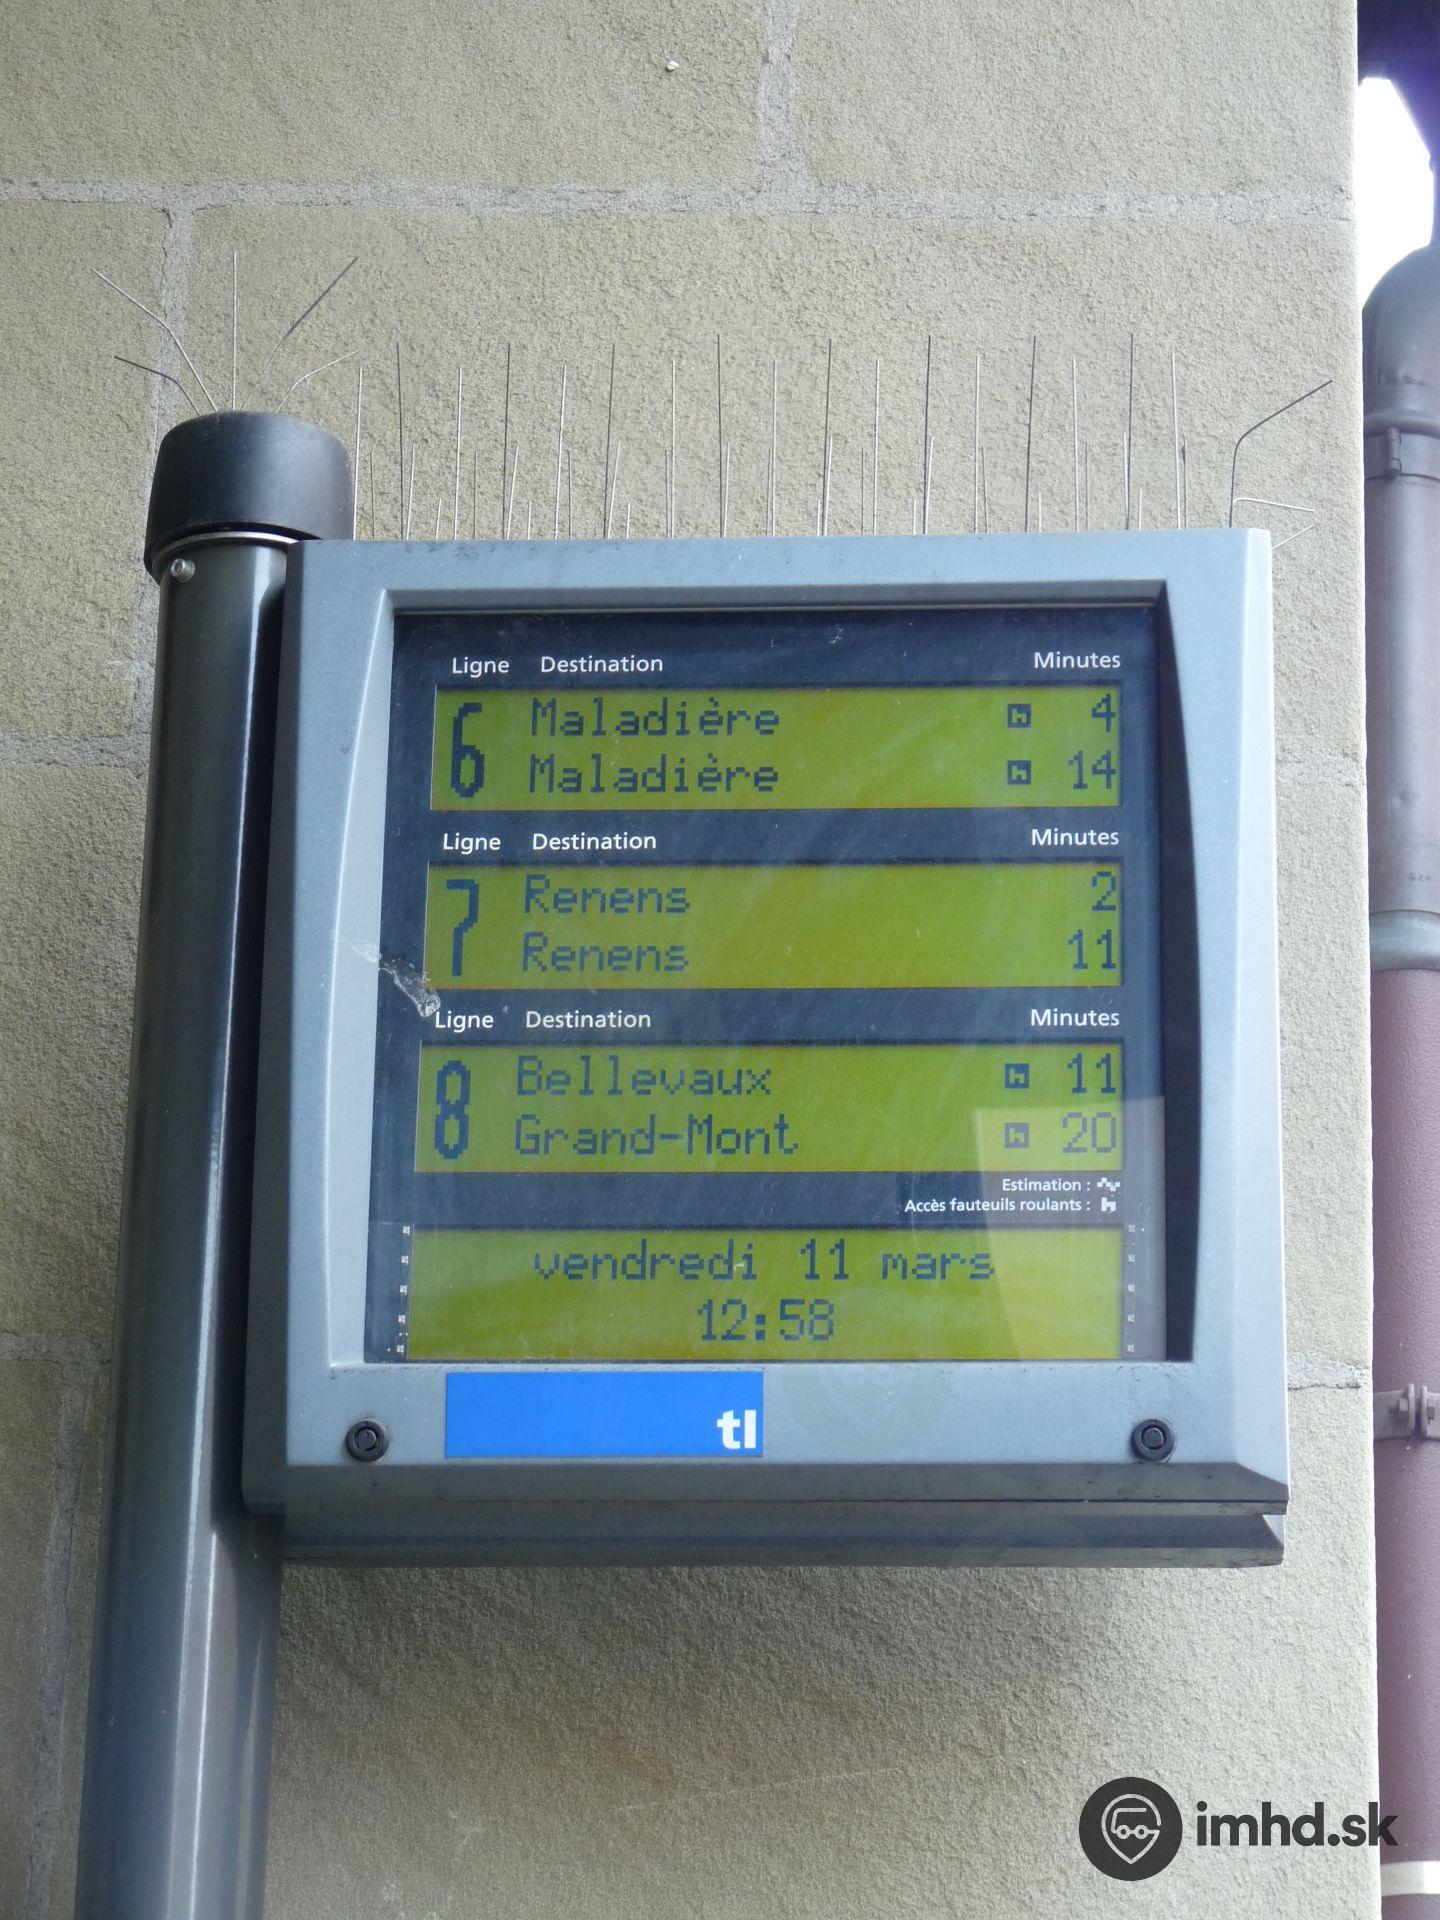 Ligne Destination Minutes
6 Maladière 4
Maladière 14
Ligne Destination Minutes
7 Renens 2
Renens 11
Ligne Destination Minutes
8 Bellevaux 11
Grand-Mont 20
Estimation :
Accès fauteuils roulants :
vendredi 11 mars
12:58
tl
imhd.sk